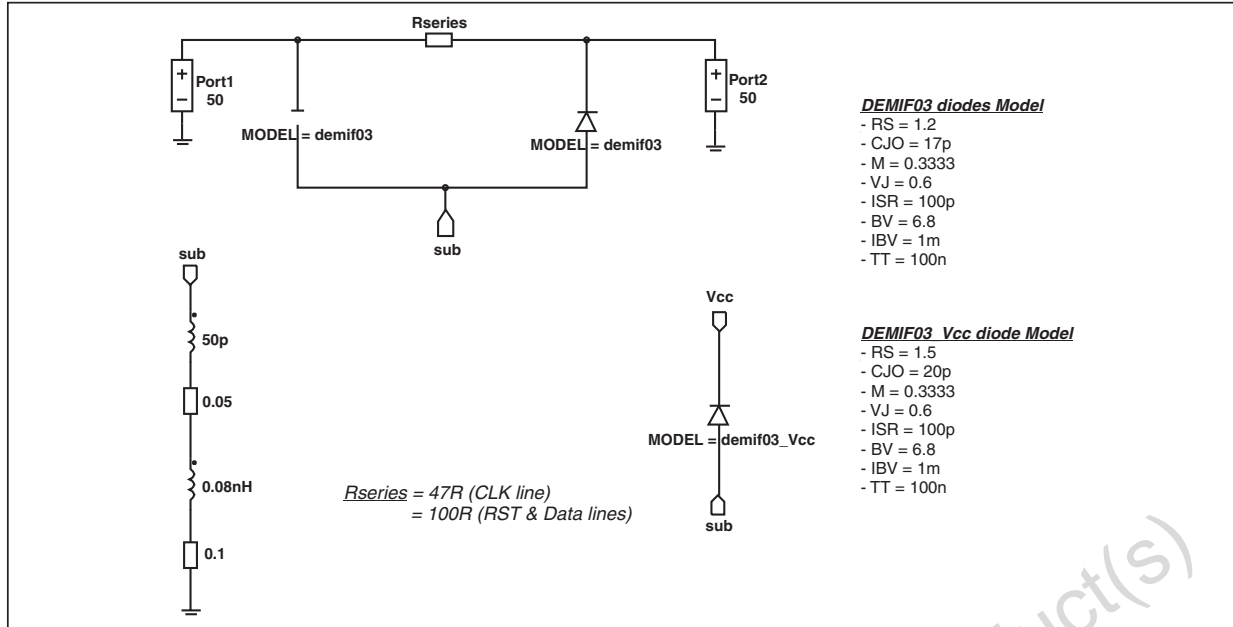 Rseries
Port1
50
MODEL = demif03
MODEL = demif03
Port2
50
sub
sub
50p
0.05
0.08nH
0.1
Rseries = 47R (CLK line)
= 100R (RST & Data lines)
Vcc
MODEL = demif03_Vcc
sub
DEMIF03 diodes Model
- RS = 1.2
- CJO = 17p
- M = 0.3333
- VJ = 0.6
- ISR = 100p
- BV = 6.8
- IBV = 1m
- TT = 100n
DEMIF03_Vcc diode Model
- RS = 1.5
- CJO = 20p
- M = 0.3333
- VJ = 0.6
- ISR = 100p
- BV = 6.8
- IBV = 1m
- TT = 100n
uct(s)